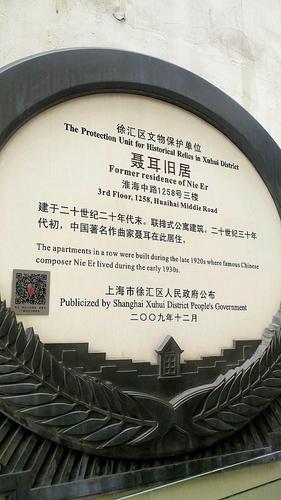 徐汇区文物保护单位
The Protection Unit for Historical Relics in Xuhui District
聂耳旧居
Former residence of Nie Er
淮海中路1258号三楼
3rd Floor, 1258, Huaihai Middle Road
建于二十世纪二十年代末，联排式公寓建筑。二十世纪三十
年代初，中国著名作曲家聂耳在此居住。
The apartments in a row were built during the late 1920s where famous Chinese
composer Nie Er lived during the early 1930s.
上海市徐汇区人民政府公布
Publicized by Shanghai Xuhui District People's Government
二〇〇九年十二月